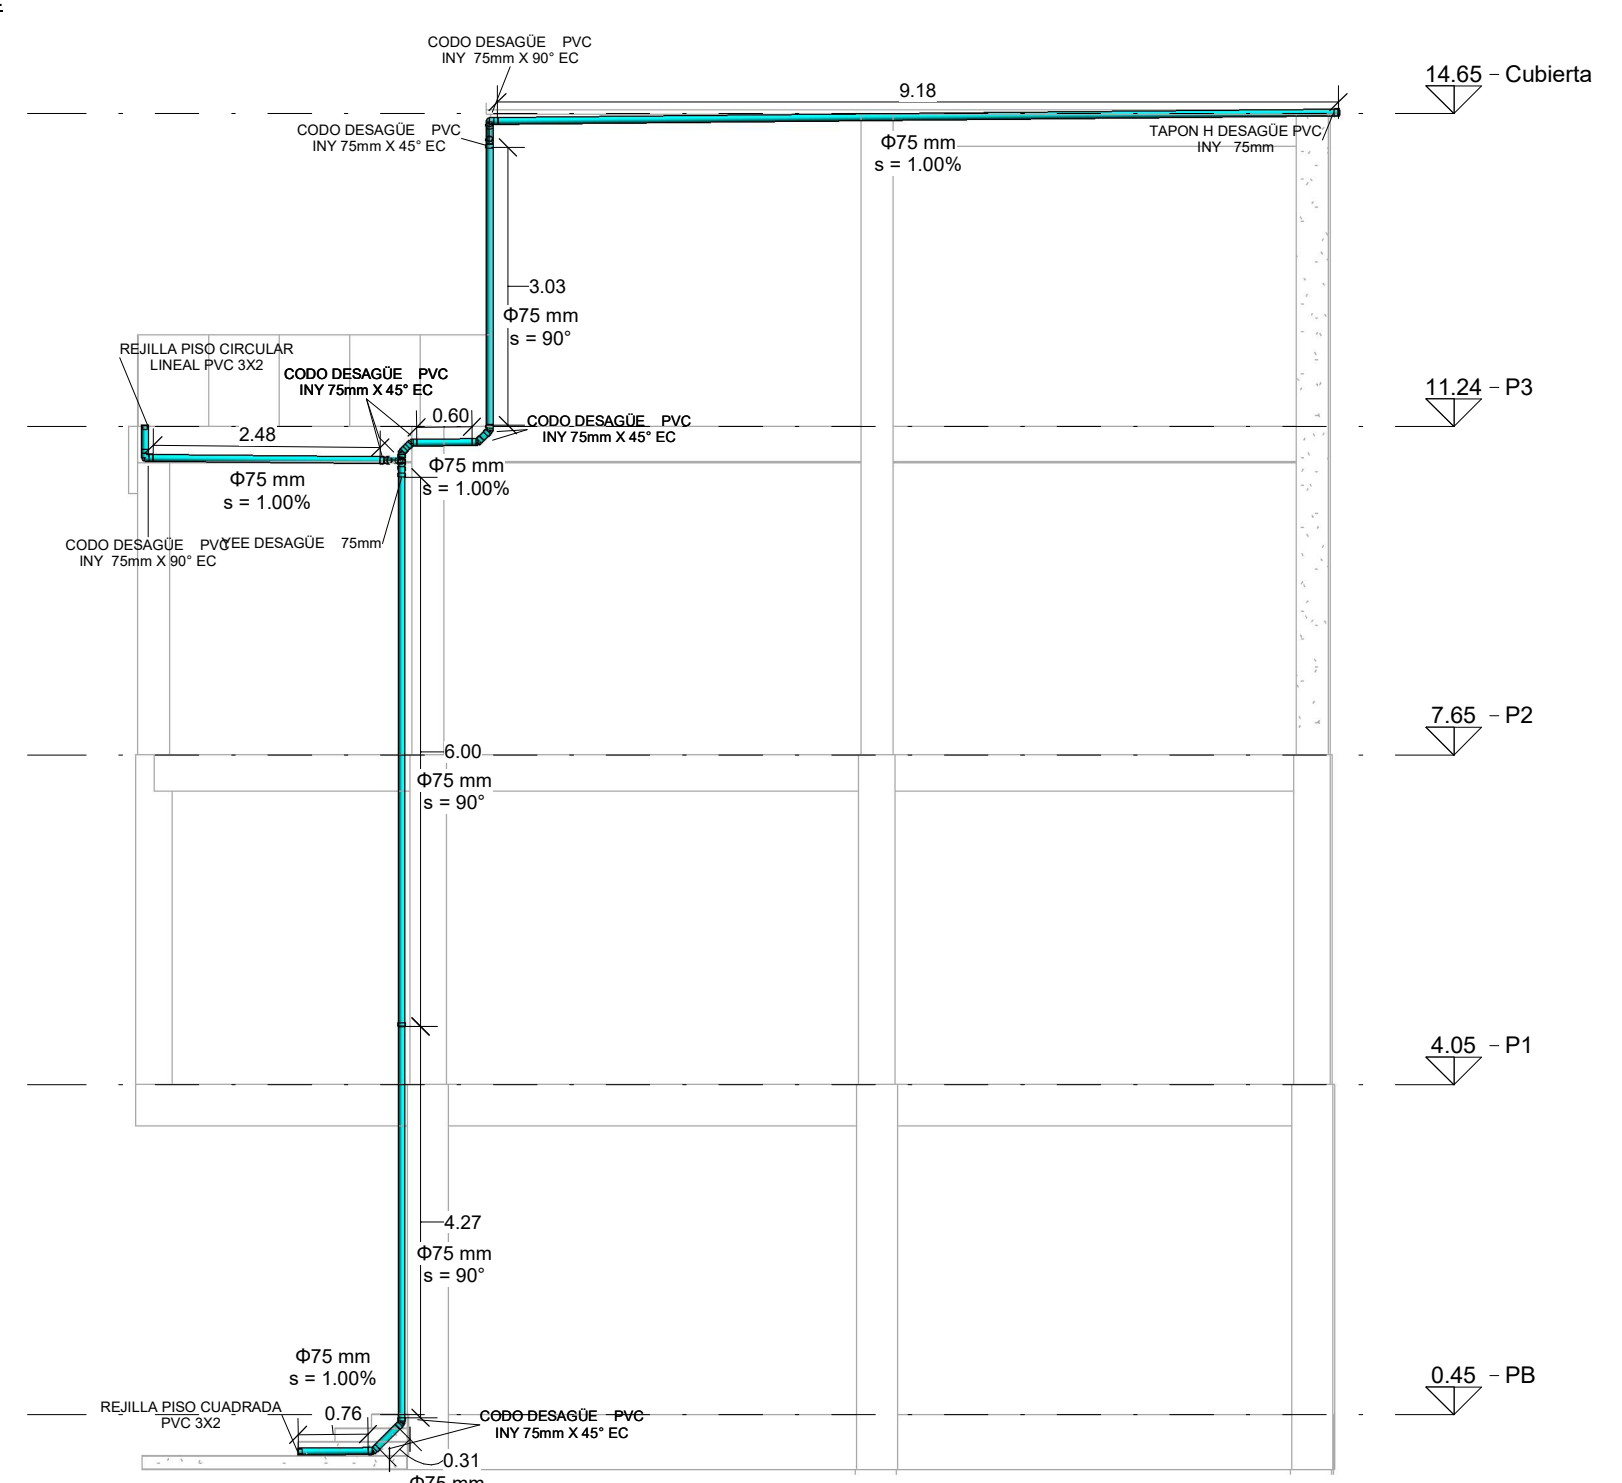 CODO DESAGÜE PVC
INY 75mm X 90° EC
14.65 - Cubierta
9.18
CODO DESAGÜE PVC
INY 75mm X 45° EC
TAPON H DESAGÜE PVC
INY 75mm
Φ75 mm
s = 1.00%
3.03
Φ75 mm
s = 90°
REJILLA PISO CIRCULAR
LINEAL PVC 3X2
CODO DESAGÜE PVC
INY 75mm X 45° EC
11.24 - P3
0.60
CODO DESAGÜE PVC
INY 75mm X 45° EC
2.48
Φ75 mm
s = 1.00%
Φ75 mm
s = 1.00%
CODO DESAGÜE PVC
INY 75mm X 90° EC
YEE DESAGÜE 75mm
7.65 - P2
6.00
Φ75 mm
s = 90°
4.05 - P1
4.27
Φ75 mm
s = 90°
Φ75 mm
s = 1.00%
0.45 - PB
REJILLA PISO CUADRADA
PVC 3X2
0.76
CODO DESAGÜE PVC
INY 75mm X 45° EC
0.31
Φ75 mm